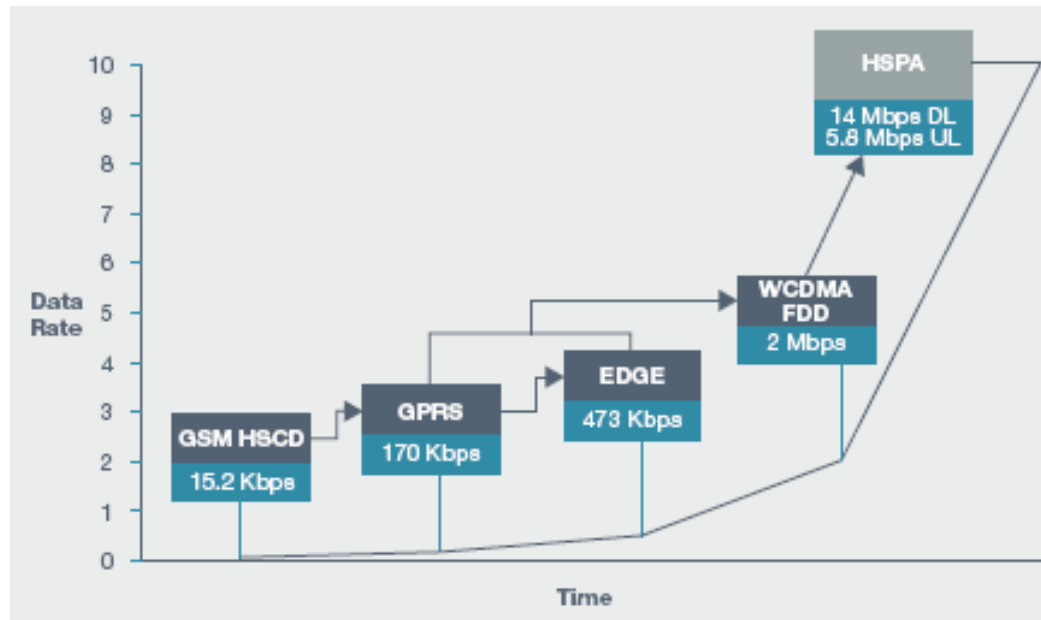 10
9
8
7
6
5
4
3
2
1
0
Data
Rate
Time
GSM HSCD
15.2 Kbps
GPRS
170 Kbps
EDGE
473 Kbps
WCDMA
FDD
2 Mbps
HSPA
14 Mbps DL
5.8 Mbps UL